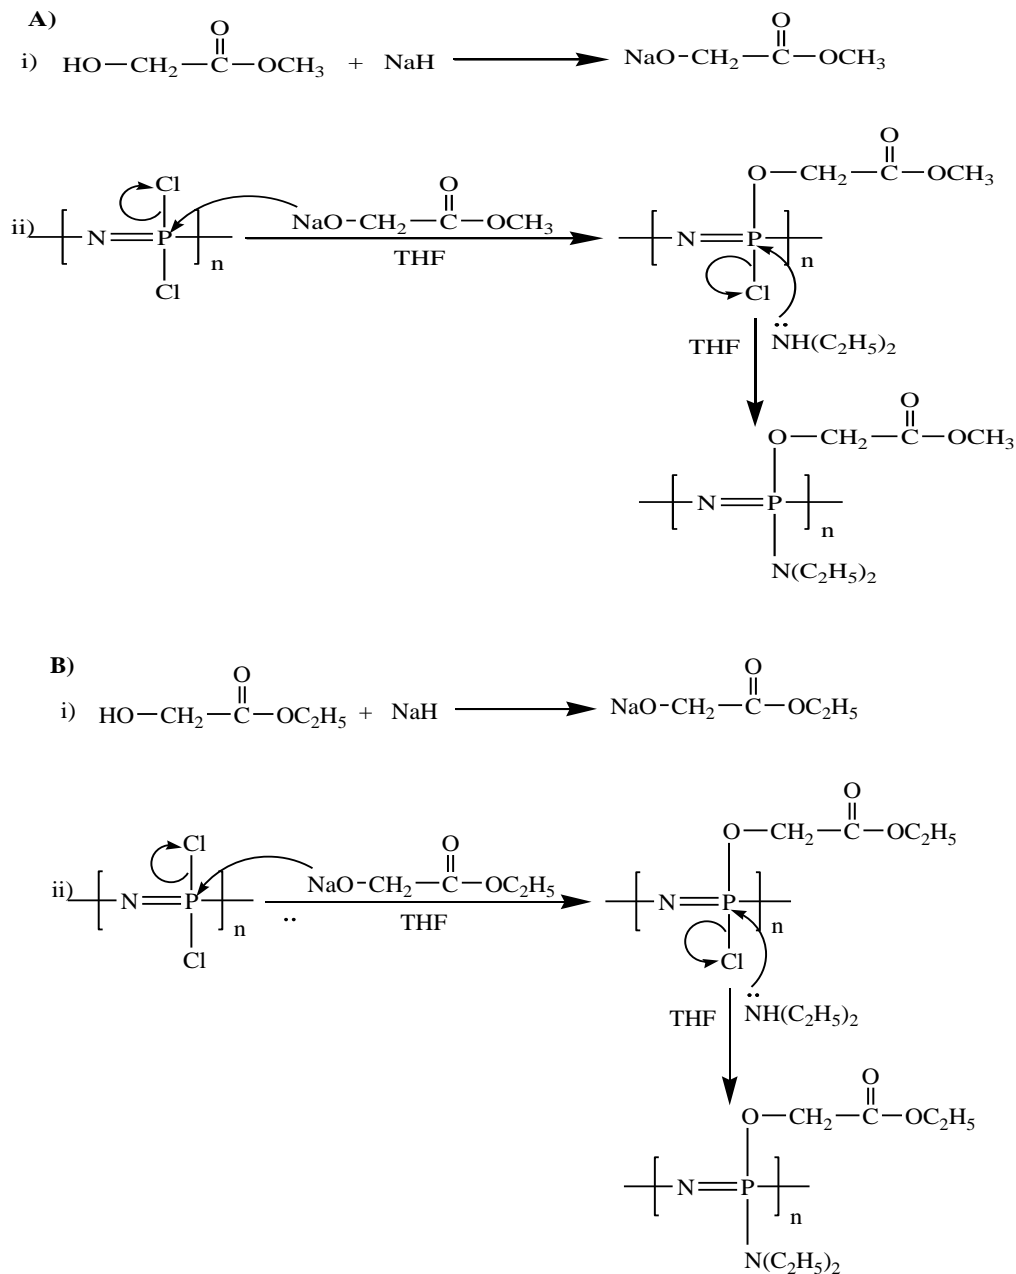 A)
i) HO—CH₂—C—OCH₃ + NaH NaO—CH₂—C—OCH₃
O
O
ii)
Cl
N=P
Cl
n
O
NaO—CH₂—C—OCH₃
THF
O
O—CH₂—C—OCH₃
N=P
n
Cl
THF
NH(C₂H₅)₂
O
O—CH₂—C—OCH₃
N=P
n
N(C₂H₅)₂
B)
i) HO—CH₂—C—OC₂H₅ + NaH NaO—CH₂—C—OC₂H₅
O
O
ii)
Cl
N=P
Cl
n
O
NaO—CH₂—C—OC₂H₅
THF
O
O—CH₂—C—OC₂H₅
N=P
n
Cl
THF
NH(C₂H₅)₂
O
O—CH₂—C—OC₂H₅
N=P
n
N(C₂H₅)₂